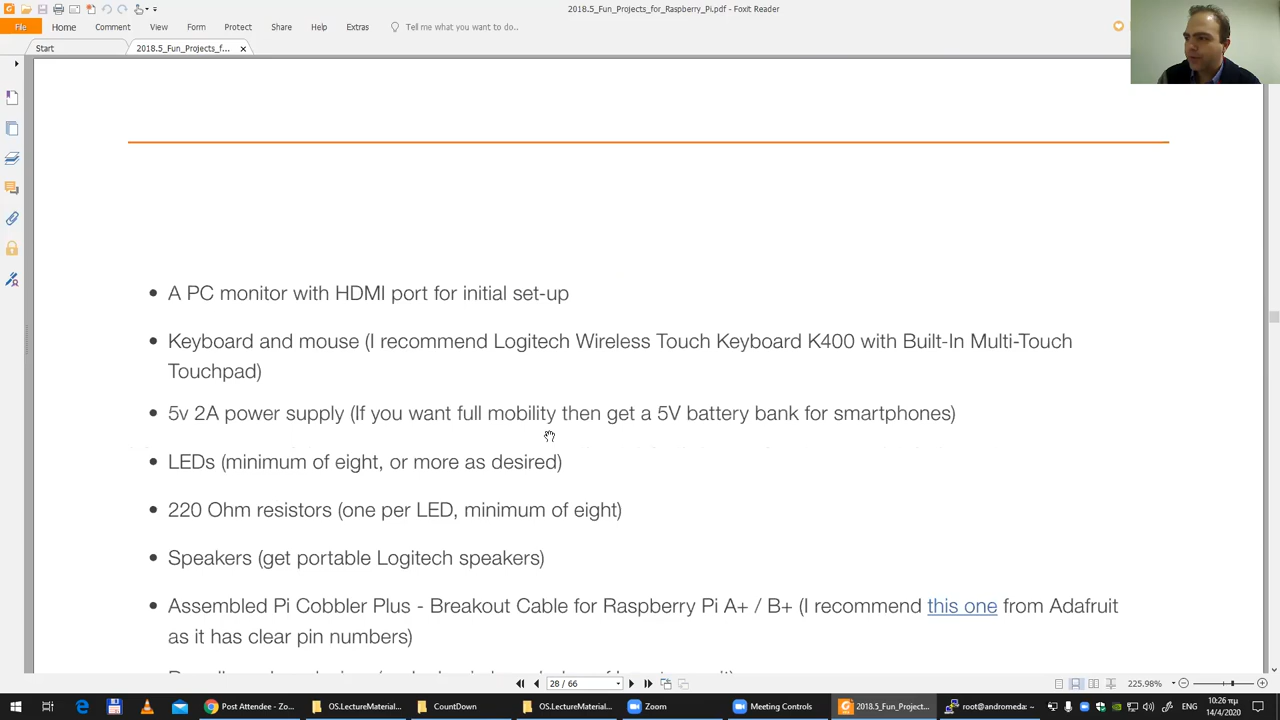 2018.5_Fun_Projects_for_Raspberry_Pi.pdf - Foxit Reader
File Home Comment View Form Protect Share Help Extras Tell me what you want to do..
Start 2018.5_Fun_Projects_f...
• A PC monitor with HDMI port for initial set-up
• Keyboard and mouse (I recommend Logitech Wireless Touch Keyboard K400 with Built-In Multi-Touch
Touchpad)
• 5v 2A power supply (If you want full mobility then get a 5V battery bank for smartphones)
• LEDs (minimum of eight, or more as desired)
• 220 Ohm resistors (one per LED, minimum of eight)
• Speakers (get portable Logitech speakers)
• Assembled Pi Cobbler Plus - Breakout Cable for Raspberry Pi A+ / B+ (I recommend this one from Adafruit
as it has clear pin numbers)
28 / 66
225.98%
Post Attendee - Zo... OS.LectureMaterial... CountDown OS.LectureMaterial... Zoom Meeting Controls 2018.5_Fun_Project... root@andromeda: ~
ENG
10:26 πμ
14/4/2020